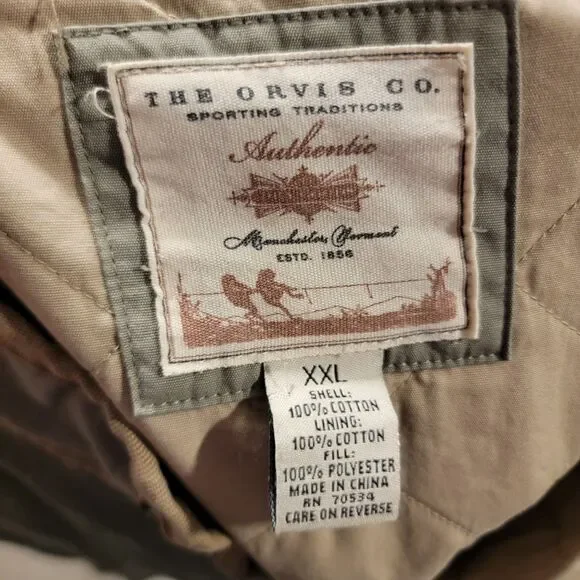 THE ORVIS CO.
SPORTING TRADITIONS
Authentic
Manchester, Vermont
ESTD. 1856
XXL
SHELL:
100% COTTON
LINING:
100% COTTON
FILL:
100% POLYESTER
MADE IN CHINA
RN 70534
CARE ON REVERSE